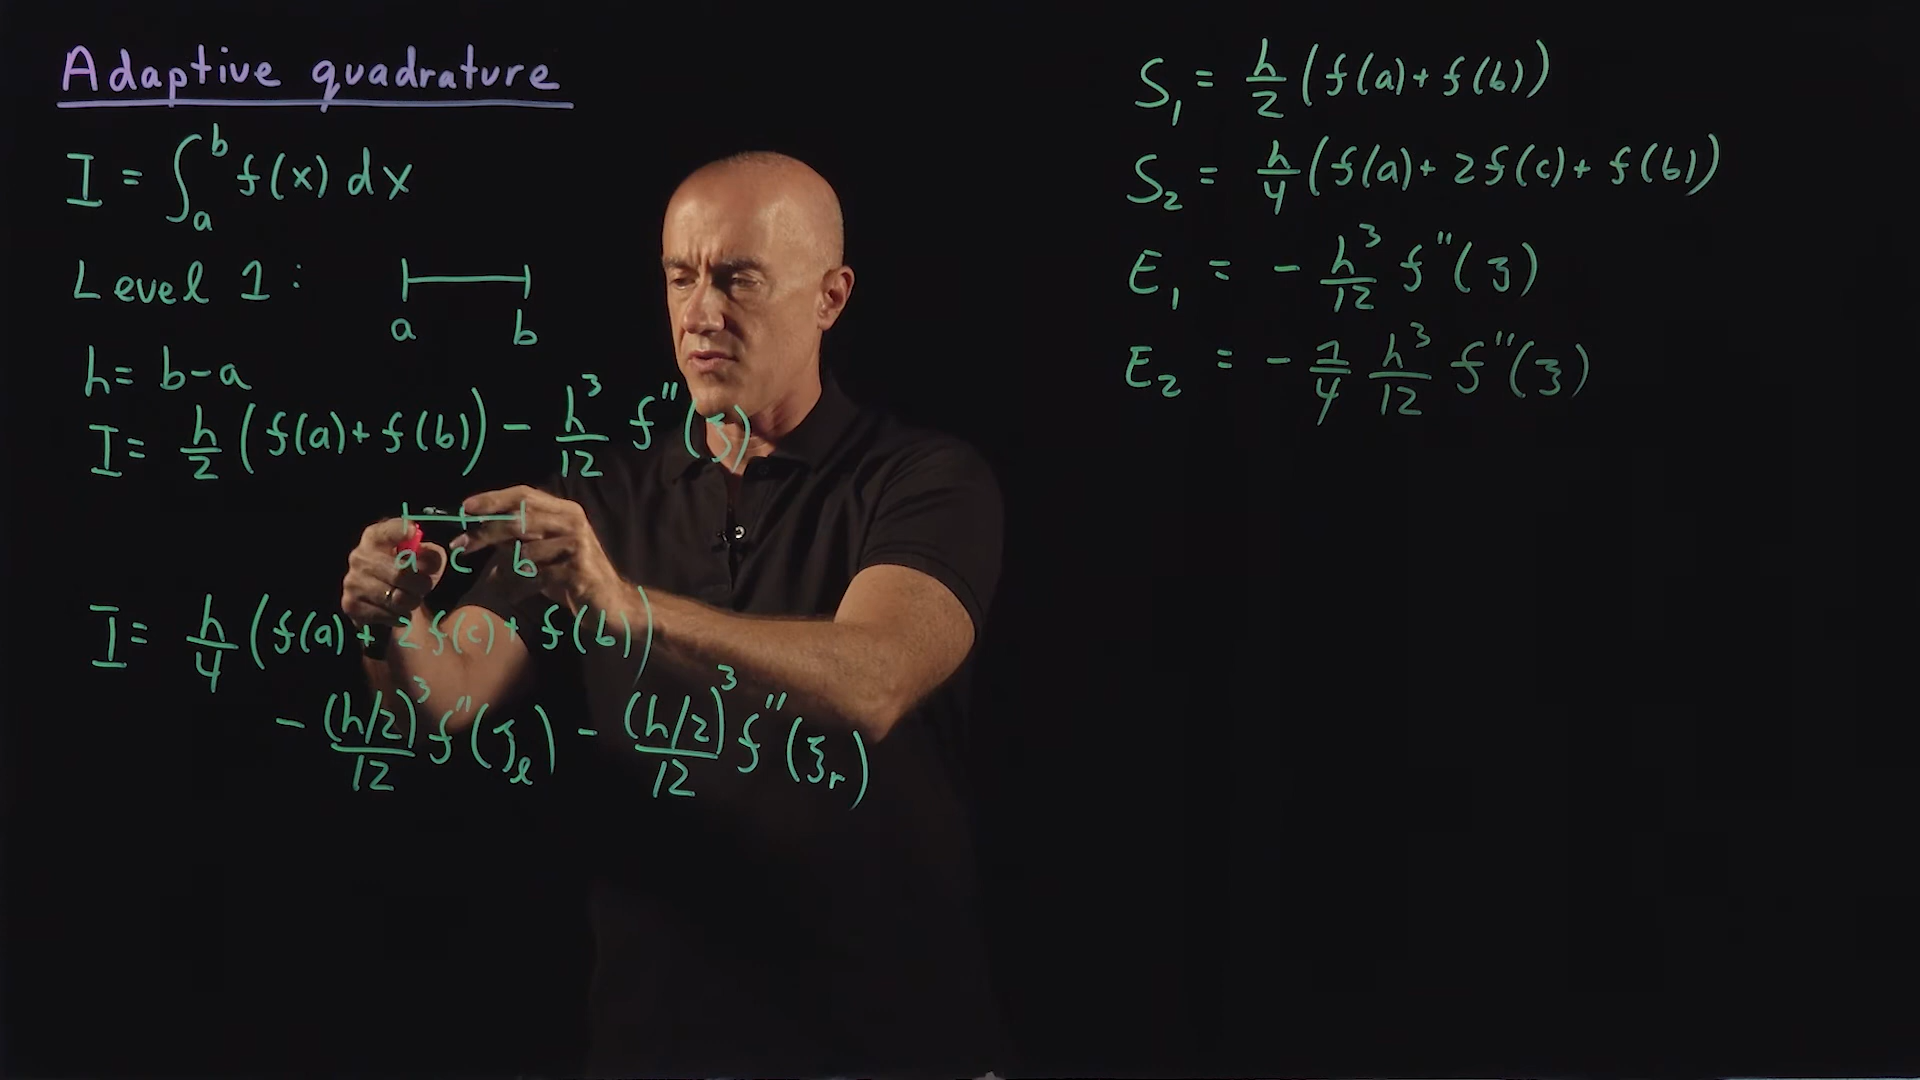 Adaptive quadrature
I = ∫_a^b f(x) dx
Level 1:
a b
h = b-a
I = h/2 (f(a) + f(b)) - h³/12 f''(ξ)
a c b
I = h/4 (f(a) + 2f(c) + f(b))
- (h/2)³/12 f''(ξ_ℓ) - (h/2)³/12 f''(ξ_r)
S₁ = h/2 (f(a) + f(b))
S₂ = h/4 (f(a) + 2f(c) + f(b))
E₁ = - h³/12 f''(ξ)
E₂ = - 1/4 h³/12 f''(ξ)